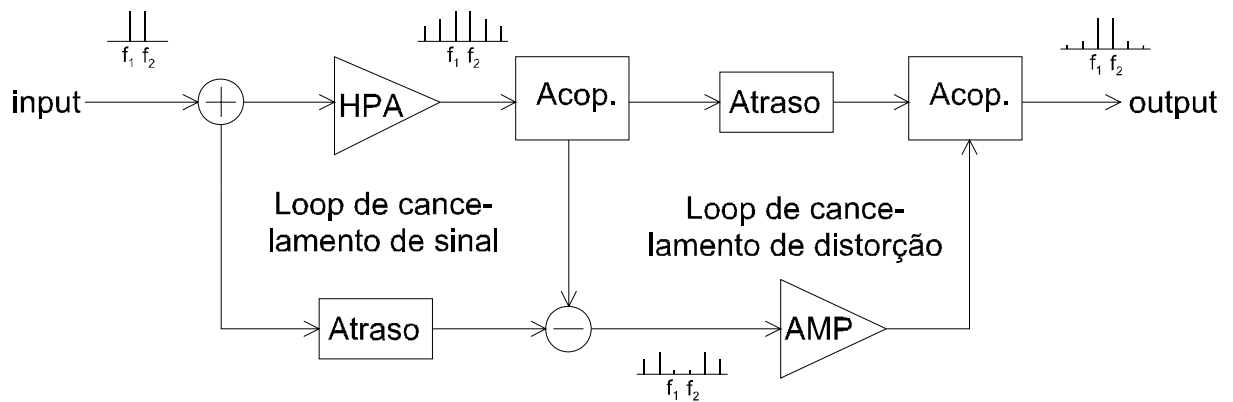 f₁ f₂
f₁ f₂
f₁ f₂
input
+
HPA
Acop.
Atraso
Acop.
output
Loop de cance-
lamento de sinal
Loop de cance-
lamento de distorção
Atraso
−
AMP
f₁ f₂